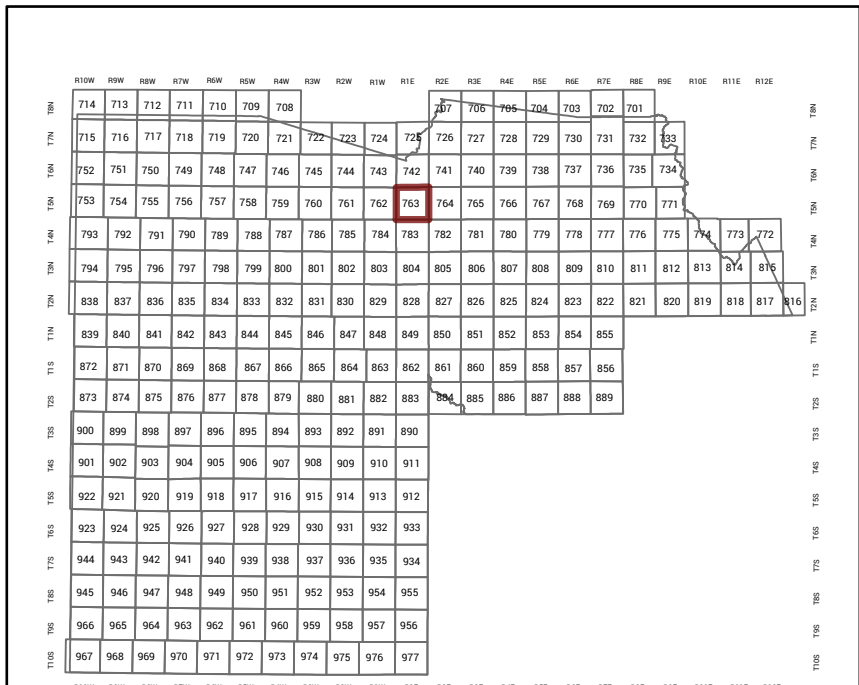 R10W R9W R8W R7W R6W R5W R4W R3W R2W R1W R1E R2E R3E R4E R5E R6E R7E R8E R9E R10E R11E R12E
T8N 714 713 712 711 710 709 708 707 706 705 704 703 702 701 T8N
T7N 715 716 717 718 719 720 721 722 723 724 725 726 727 728 729 730 731 732 733 T7N
T6N 752 751 750 749 748 747 746 745 744 743 742 741 740 739 738 737 736 735 734 T6N
T5N 753 754 755 756 757 758 759 760 761 762 763 764 765 766 767 768 769 770 771 T5N
T4N 793 792 791 790 789 788 787 786 785 784 783 782 781 780 779 778 777 776 775 774 773 772 T4N
T3N 794 795 796 797 798 799 800 801 802 803 804 805 806 807 808 809 810 811 812 813 814 815 T3N
T2N 838 837 836 835 834 833 832 831 830 829 828 827 826 825 824 823 822 821 820 819 818 817 816 T2N
T1N 839 840 841 842 843 844 845 846 847 848 849 850 851 852 853 854 855 T1N
T1S 872 871 870 869 868 867 866 865 864 863 862 861 860 859 858 857 856 T1S
T2S 873 874 875 876 877 878 879 880 881 882 883 884 885 886 887 888 889 T2S
T3S 900 899 898 897 896 895 894 893 892 891 890 T3S
T4S 901 902 903 904 905 906 907 908 909 910 911 T4S
T5S 922 921 920 919 918 917 916 915 914 913 912 T5S
T6S 923 924 925 926 927 928 929 930 931 932 933 T6S
T7S 944 943 942 941 940 939 938 937 936 935 934 T7S
T8S 945 946 947 948 949 950 951 952 953 954 955 T8S
T9S 966 965 964 963 962 961 960 959 958 957 956 T9S
T10S 967 968 969 970 971 972 973 974 975 976 977 T10S